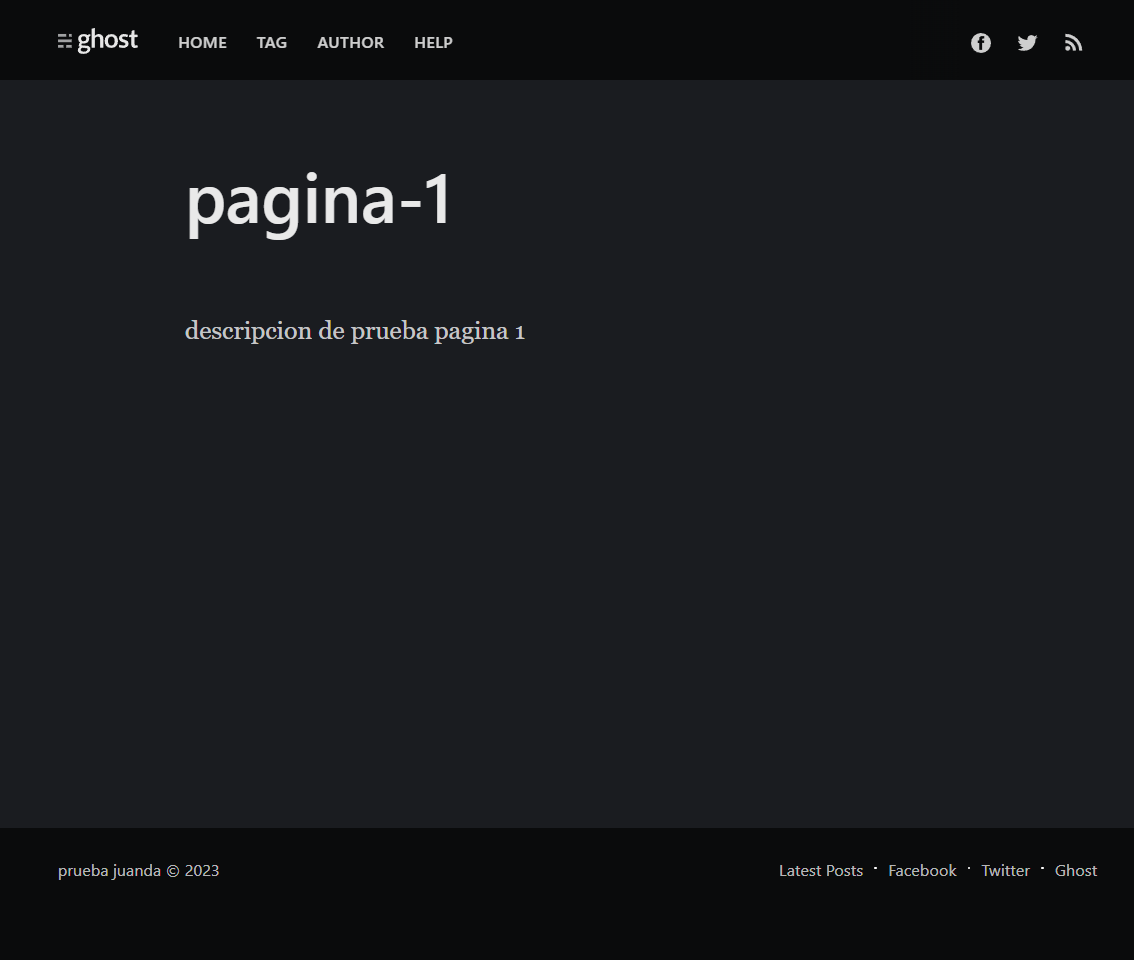 ghost HOME TAG AUTHOR HELP
pagina-1
descripcion de prueba pagina 1
prueba juanda © 2023 Latest Posts · Facebook · Twitter · Ghost